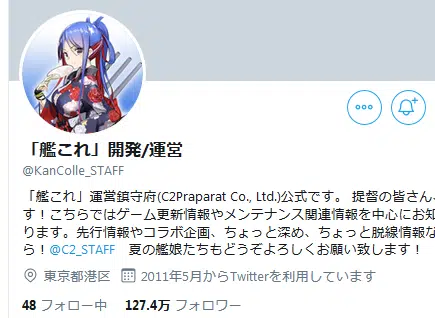 「艦これ」開発/運営
@KanColle_STAFF
「艦これ」運営鎮守府(C2Praparat Co., Ltd.)公式です。 提督の皆さん、
す！こちらではゲーム更新情報やメンテナンス関連情報を中心にお知
ります。先行情報やコラボ企画、ちょっと深め、ちょっと脱線情報な
ら！@C2_STAFF　夏の艦娘たちもどうぞよろしくお願い致します！
東京都港区　2011年5月からTwitterを利用しています
48 フォロー中　127.4万 フォロワー